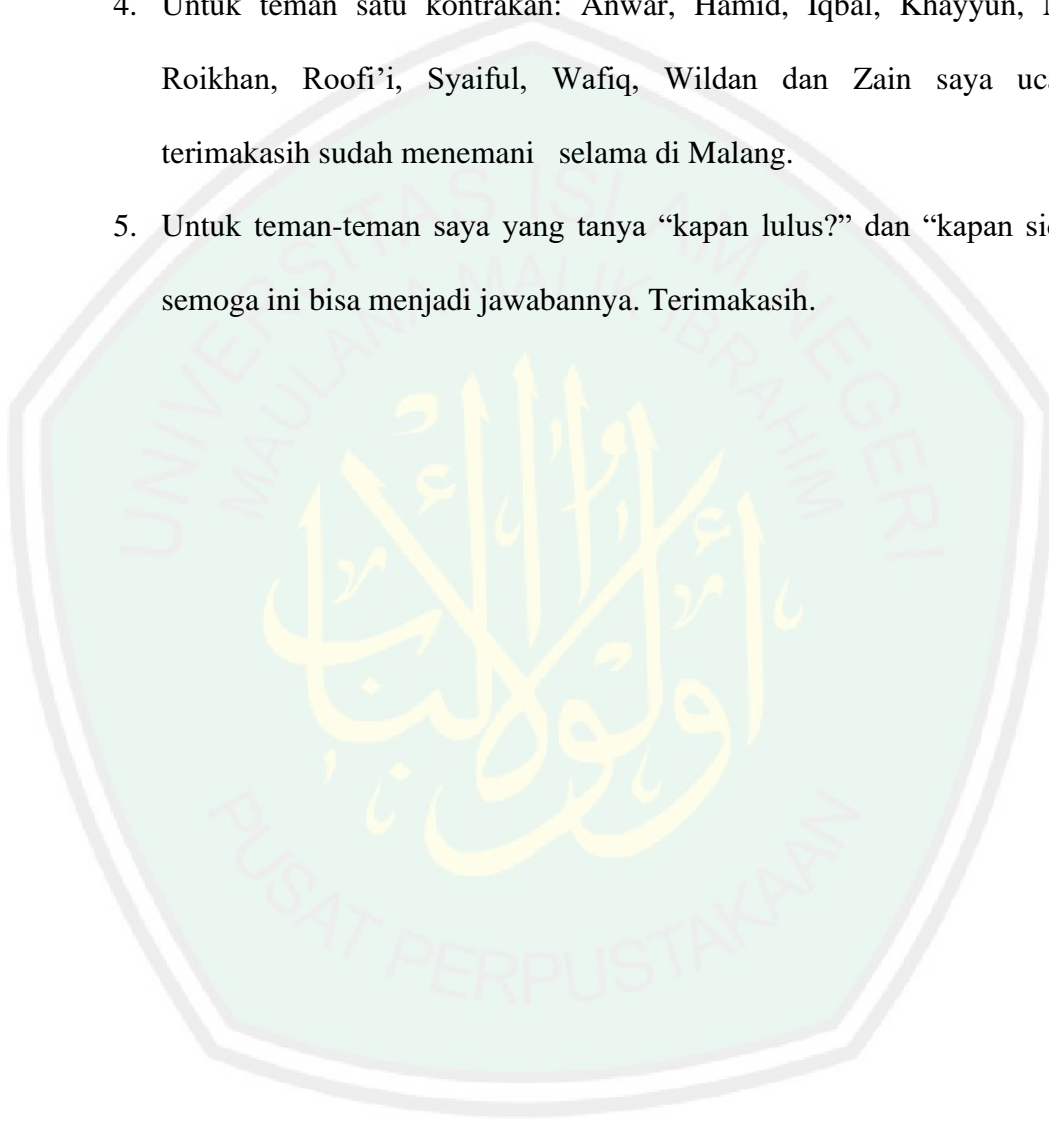 4. Untuk teman satu kontrakan: Anwar, Hamid, Iqbal, Khayyun,
Roikhan, Roofi’i, Syaiful, Wafiq, Wildan dan Zain saya
terimakasih sudah menemani selama di Malang.
5. Untuk teman-teman saya yang tanya “kapan lulus?” dan “kapan
semoga ini bisa menjadi jawabannya. Terimakasih.
UNIVERSITAS ISLAM NEGERI
MAULANA MALIK IBRAHIM
أولوا الألباب
PUSAT PERPUSTAKAAN